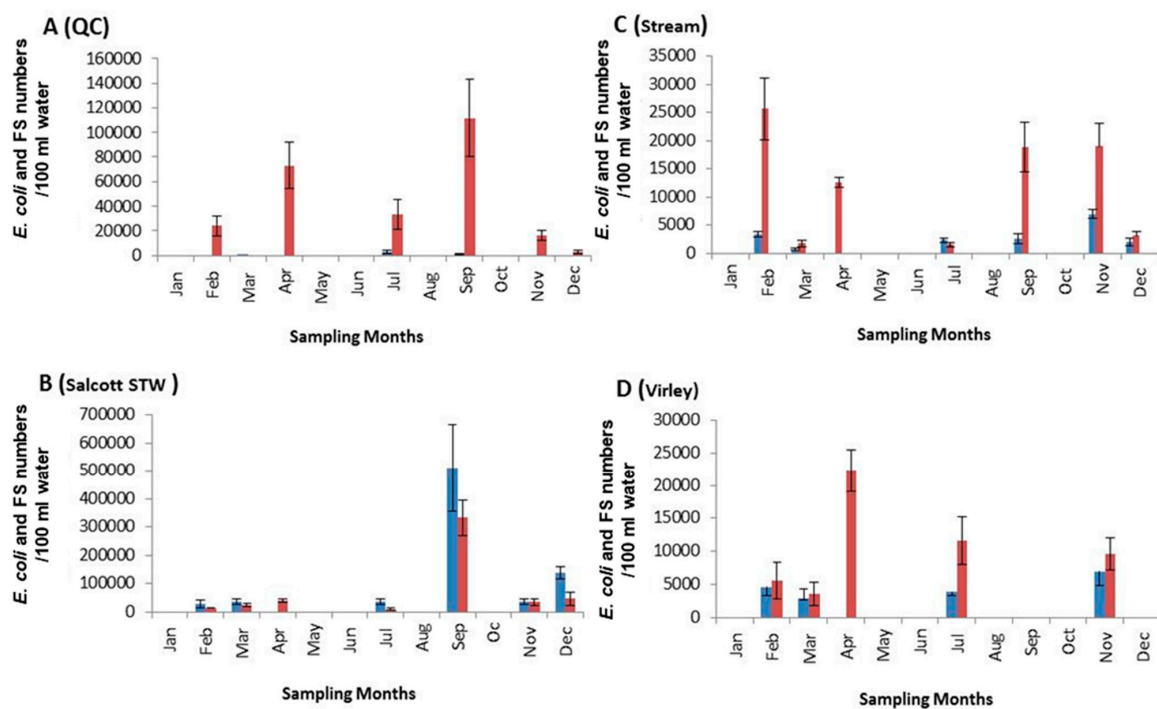 A (QC)
E. coli and FS numbers
/100 ml water
160000
140000
120000
100000
80000
60000
40000
20000
0
Jan
Feb
Mar
Apr
May
Jun
Jul
Aug
Sep
Oct
Nov
Dec
Sampling Months
C (Stream)
E. coli and FS numbers
/100 ml water
35000
30000
25000
20000
15000
10000
5000
0
Jan
Feb
Mar
Apr
May
Jun
Jul
Aug
Sep
Oct
Nov
Dec
Sampling Months
B (Salcott STW )
E. coli and FS numbers
/100 ml water
700000
600000
500000
400000
300000
200000
100000
0
Jan
Feb
Mar
Apr
May
Jun
Jul
Aug
Sep
Oc
Nov
Dec
Sampling Months
D (Virley)
E. coli and FS numbers
/100 ml water
30000
25000
20000
15000
10000
5000
0
Jan
Feb
Mar
Apr
May
Jun
Jul
Aug
Sep
Oct
Nov
Dec
Sampling Months